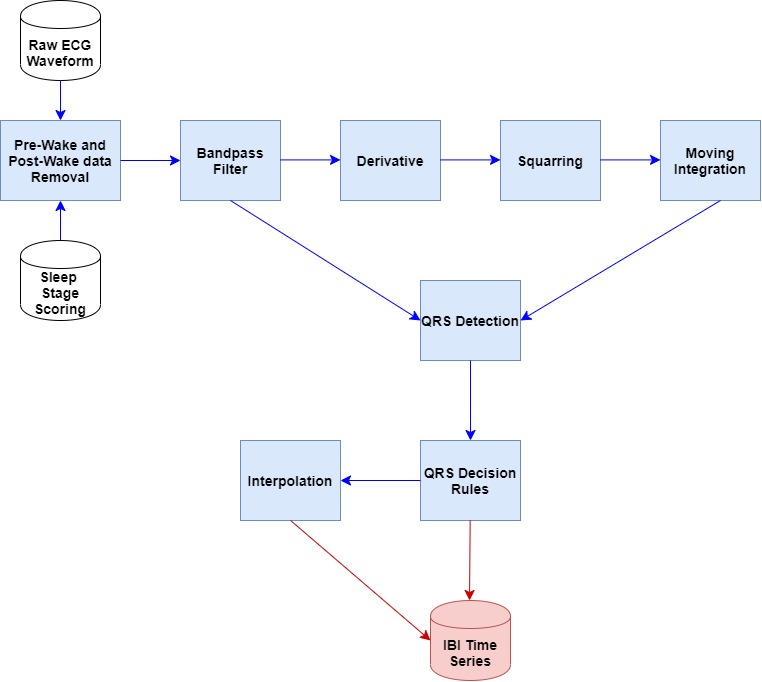 Raw ECG
Waveform
Pre-Wake and
Post-Wake data
Removal
Bandpass
Filter
Derivative
Squarring
Moving
Integration
Sleep
Stage
Scoring
QRS Detection
Interpolation
QRS Decision
Rules
IBI Time
Series